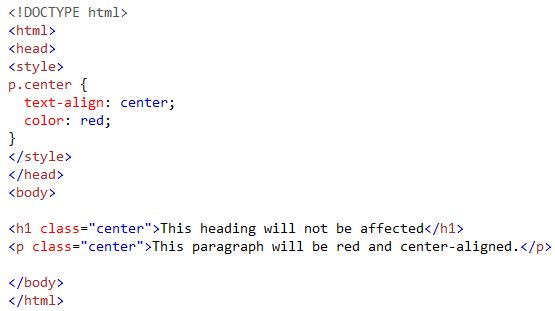 <!DOCTYPE html>
<html>
<head>
<style>
p.center {
  text-align: center;
  color: red;
}
</style>
</head>
<body>

<h1 class="center">This heading will not be affected</h1>
<p class="center">This paragraph will be red and center-aligned.</p>

</body>
</html>